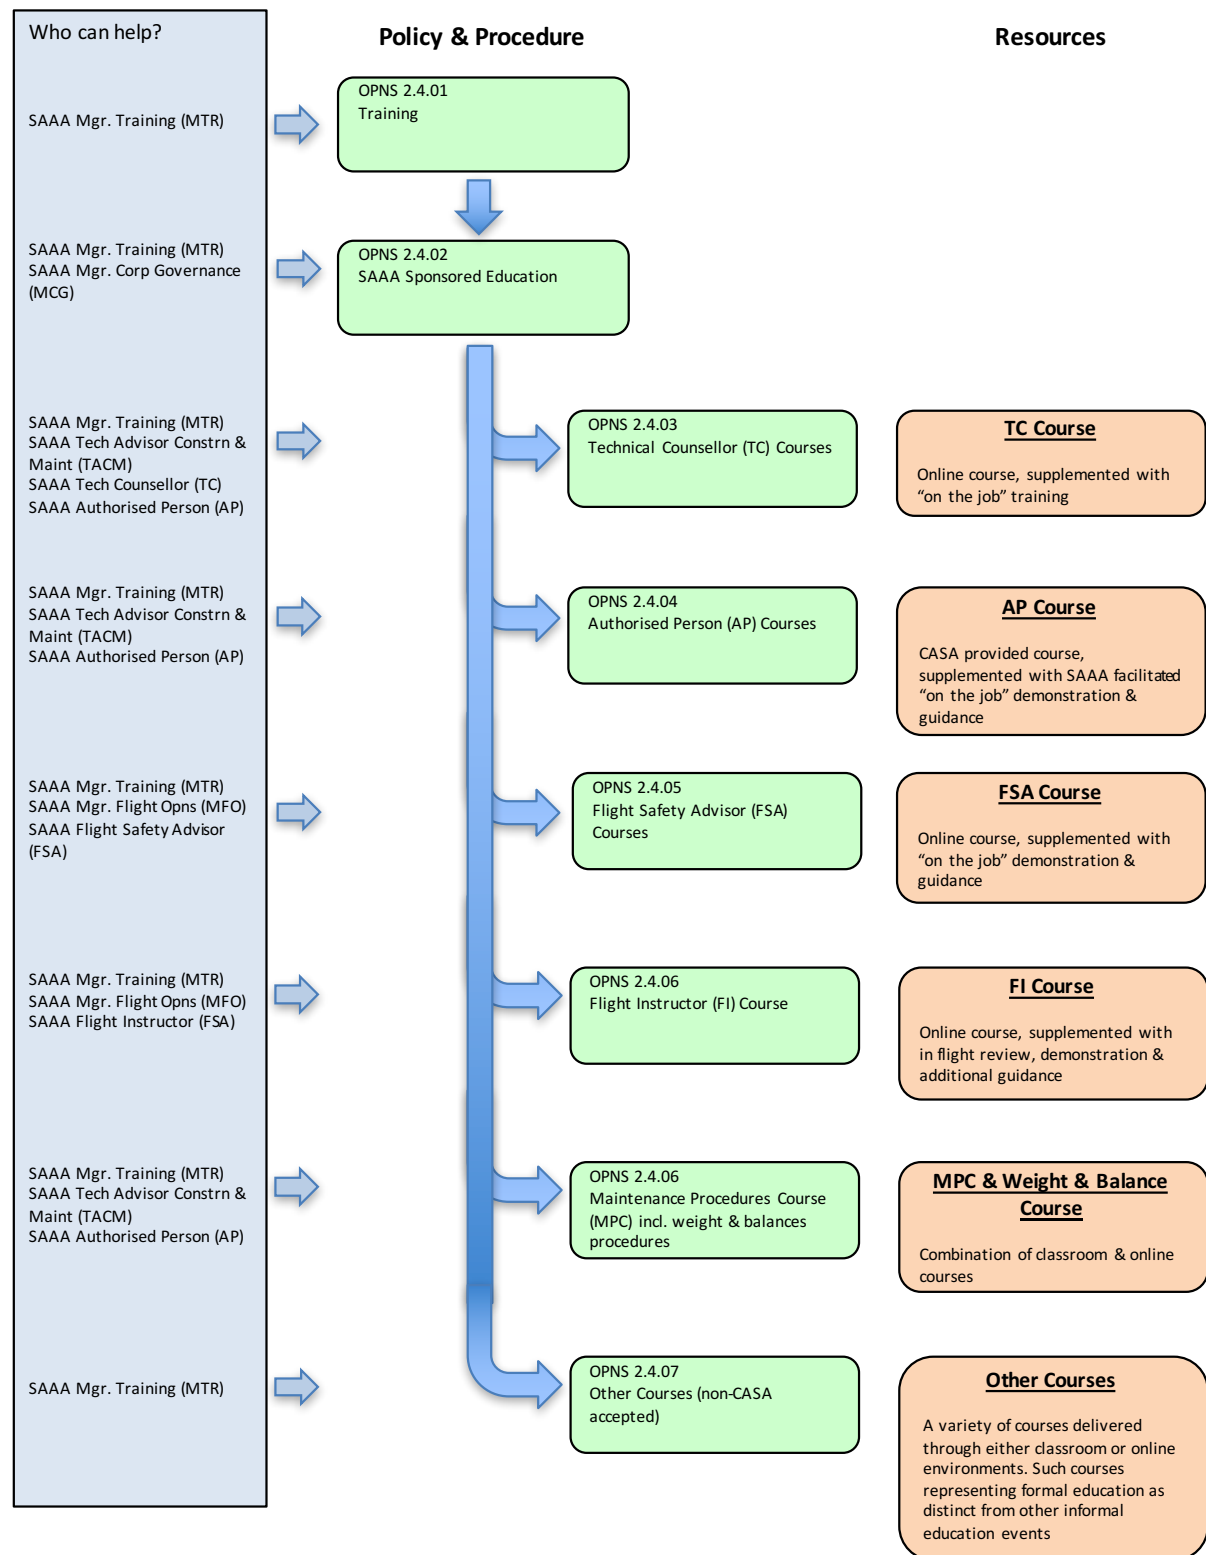 Who can help?
Policy & Procedure
Resources
SAAA Mgr. Training (MTR)
OPNS 2.4.01
Training
SAAA Mgr. Training (MTR)
SAAA Mgr. Corp Governance
(MCG)
OPNS 2.4.02
SAAA Sponsored Education
SAAA Mgr. Training (MTR)
SAAA Tech Advisor Constrn &
Maint (TACM)
SAAA Tech Counsellor (TC)
SAAA Authorised Person (AP)
OPNS 2.4.03
Technical Counsellor (TC) Courses
TC Course
Online course, supplemented with
“on the job” training
SAAA Mgr. Training (MTR)
SAAA Tech Advisor Constrn &
Maint (TACM)
SAAA Authorised Person (AP)
OPNS 2.4.04
Authorised Person (AP) Courses
AP Course
CASA provided course,
supplemented with SAAA facilitated
“on the job” demonstration &
guidance
SAAA Mgr. Training (MTR)
SAAA Mgr. Flight Opns (MFO)
SAAA Flight Safety Advisor
(FSA)
OPNS 2.4.05
Flight Safety Advisor (FSA)
Courses
FSA Course
Online course, supplemented with
“on the job” demonstration &
guidance
SAAA Mgr. Training (MTR)
SAAA Mgr. Flight Opns (MFO)
SAAA Flight Instructor (FSA)
OPNS 2.4.06
Flight Instructor (FI) Course
FI Course
Online course, supplemented with
in flight review, demonstration &
additional guidance
SAAA Mgr. Training (MTR)
SAAA Tech Advisor Constrn &
Maint (TACM)
SAAA Authorised Person (AP)
OPNS 2.4.06
Maintenance Procedures Course
(MPC) incl. weight & balances
procedures
MPC & Weight & Balance
Course
Combination of classroom & online
courses
SAAA Mgr. Training (MTR)
OPNS 2.4.07
Other Courses (non-CASA
accepted)
Other Courses
A variety of courses delivered
through either classroom or online
environments. Such courses
representing formal education as
distinct from other informal
education events